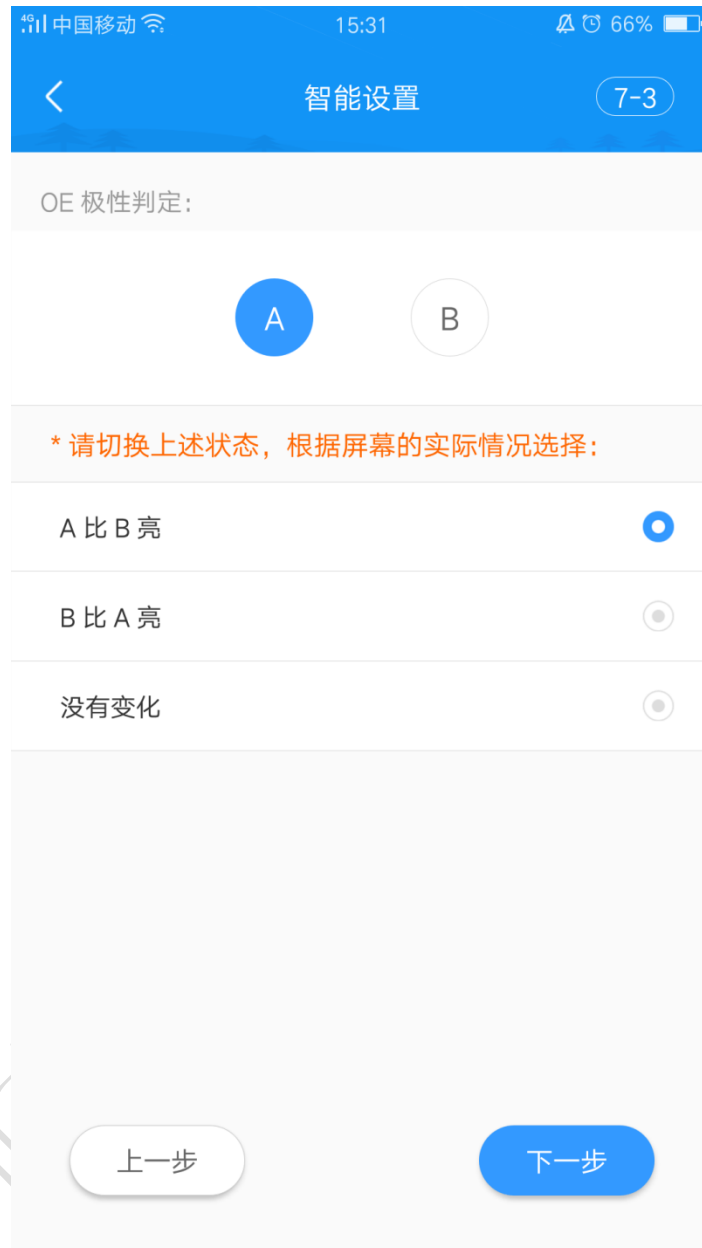 4G 中国移动 15:31 66%
智能设置 7-3
OE 极性判定:
A B
* 请切换上述状态，根据屏幕的实际情况选择:
A 比 B 亮
B 比 A 亮
没有变化
上一步 下一步